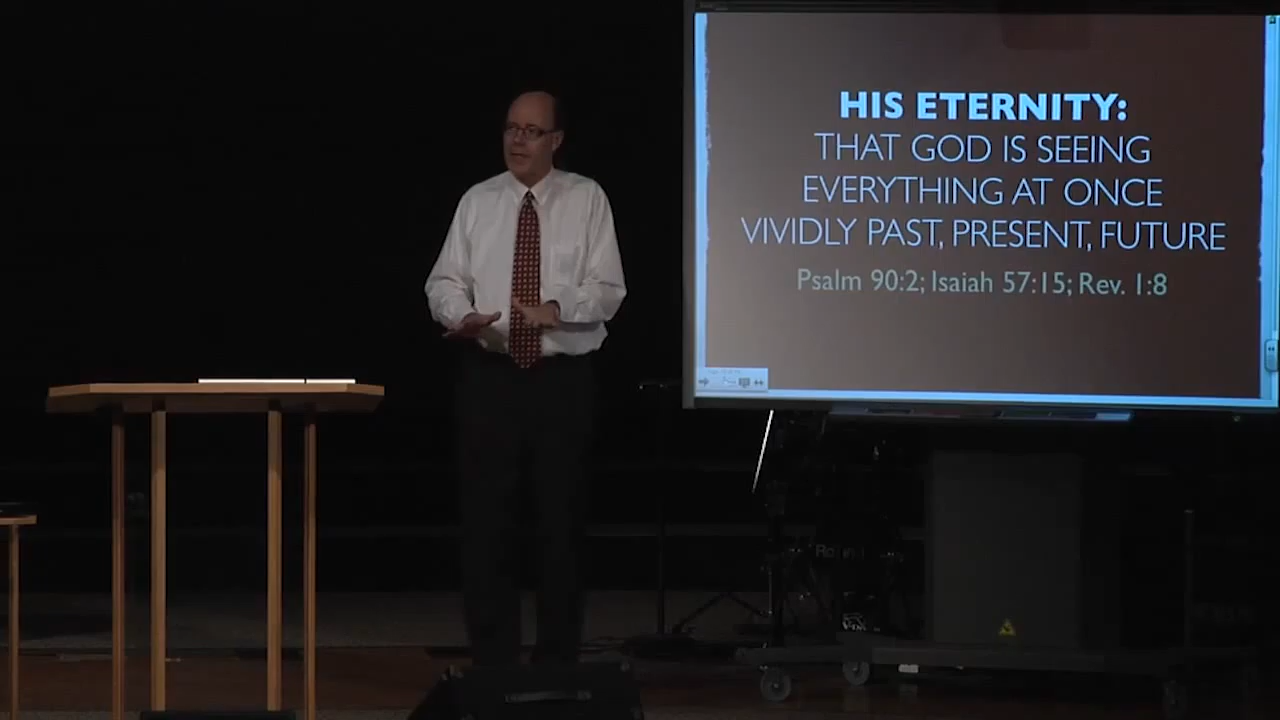 HIS ETERNITY:
THAT GOD IS SEEING
EVERYTHING AT ONCE
VIVIDLY PAST, PRESENT, FUTURE
Psalm 90:2; Isaiah 57:15; Rev. 1:8